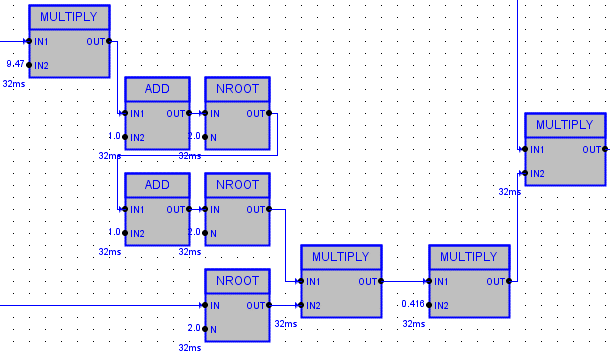 MULTIPLY
IN1 OUT
9.47 IN2
32ms
ADD NROOT
IN1 OUT IN OUT
1.0 IN2 2.0 N
32ms 32ms
MULTIPLY
IN1 OUT
IN2
32ms
ADD NROOT
IN1 OUT IN OUT
1.0 IN2 2.0 N
32ms 32ms
MULTIPLY MULTIPLY
NROOT
IN1 OUT IN1 OUT
IN OUT IN2 0.416 IN2
2.0 N 32ms 32ms
32ms